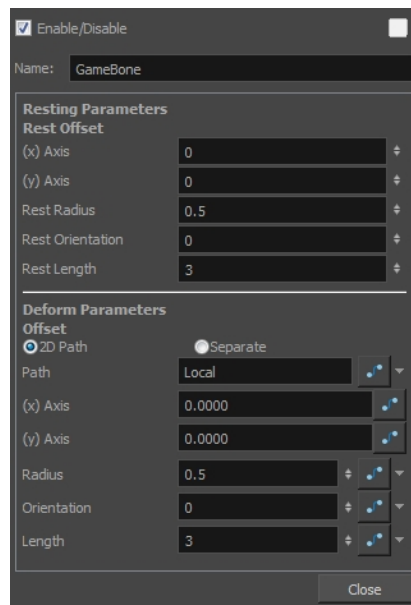 Enable/Disable
Name: GameBone
Resting Parameters
Rest Offset
(x) Axis 0
(y) Axis 0
Rest Radius 0.5
Rest Orientation 0
Rest Length 3
Deform Parameters
Offset
2D Path Separate
Path Local
(x) Axis 0.0000
(y) Axis 0.0000
Radius 0.5
Orientation 0
Length 3
Close